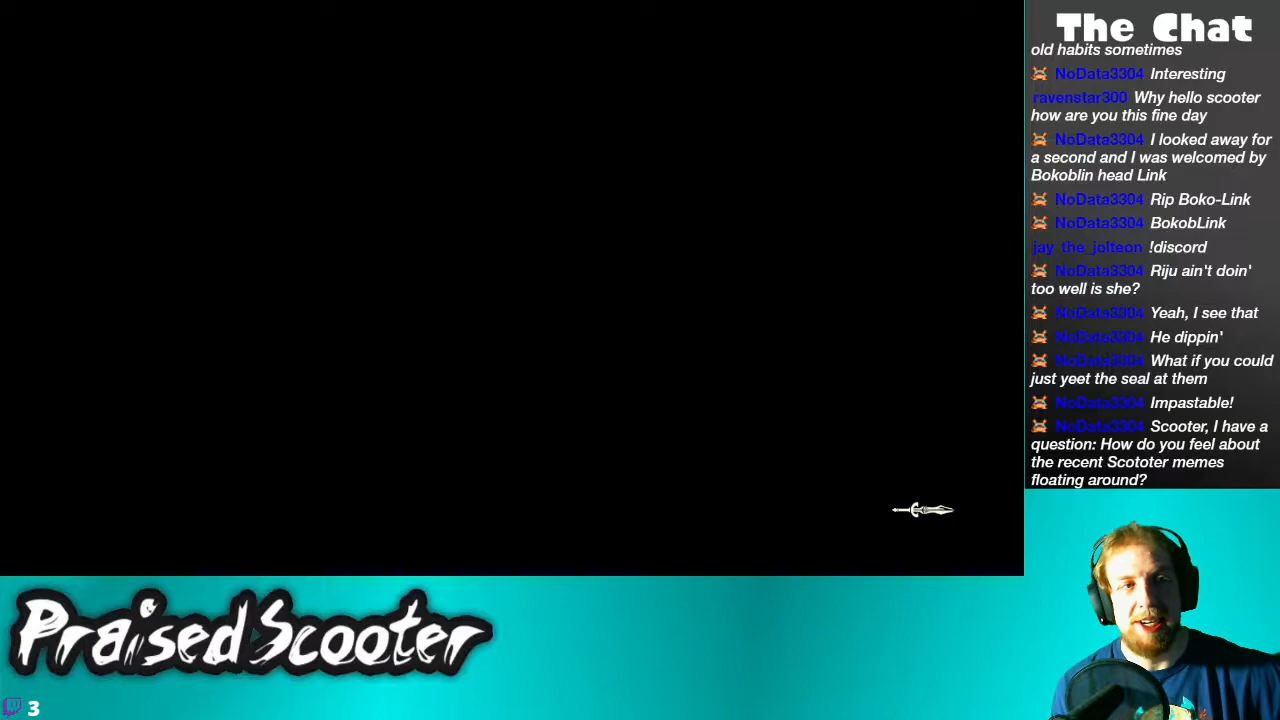 The Chat
old habits sometimes
NoData3304 Interesting
ravenstar300 Why hello scooter
how are you this fine day
NoData3304 I looked away for
a second and I was welcomed by
Bokoblin head Link
NoData3304 Rip Boko-Link
NoData3304 BokobLink
jay_the_jolteon !discord
NoData3304 Riju ain't doin'
too well is she?
NoData3304 Yeah, I see that
NoData3304 He dippin'
NoData3304 What if you could
just yeet the seal at them
NoData3304 Impastable!
NoData3304 Scooter, I have a
question: How do you feel about
the recent Scototer memes
floating around?
PraisedScooter
3